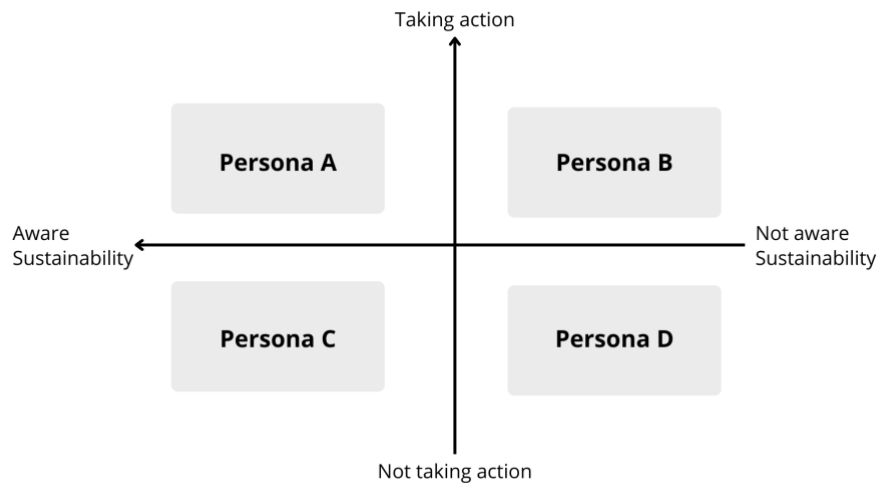 Taking action
Persona A
Persona B
Aware
Sustainability
Not aware
Sustainability
Persona C
Persona D
Not taking action